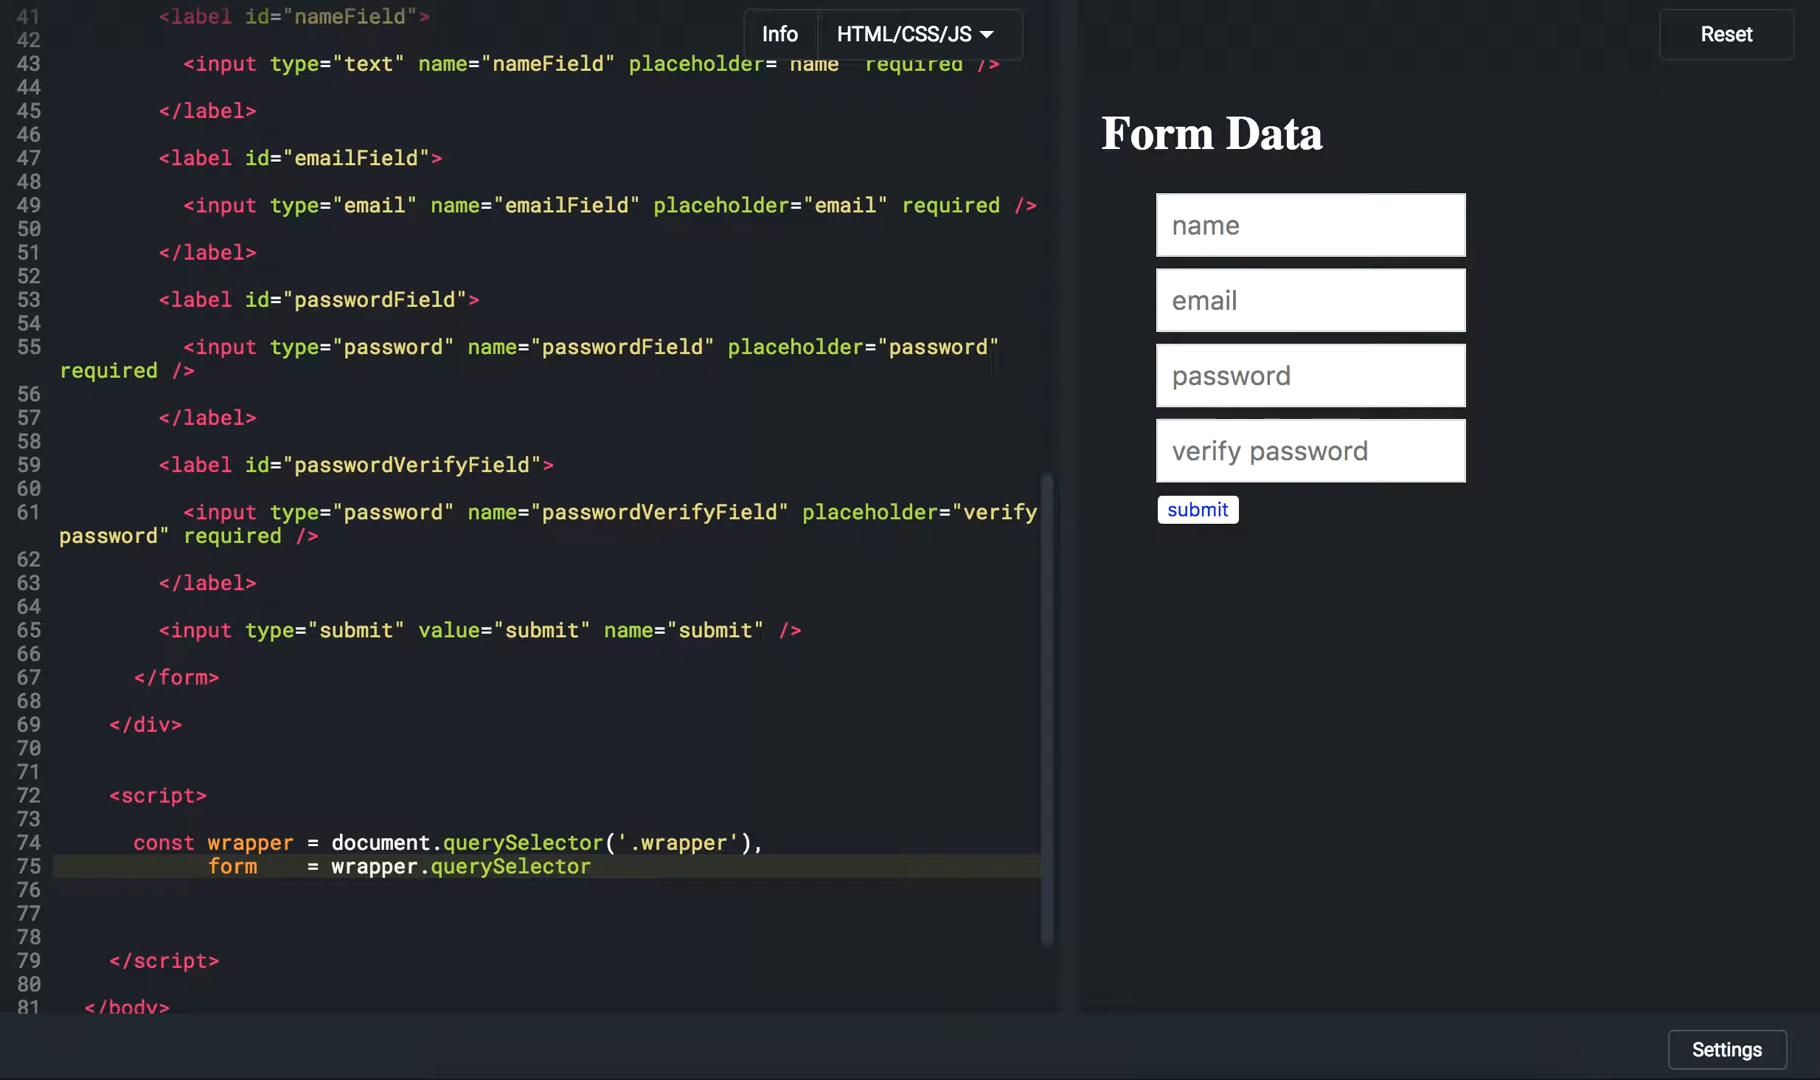 41 <label id="nameField">
42
43 <input type="text" name="nameField" placeholder="name" required />
44
45 </label>
46
47 <label id="emailField">
48
49 <input type="email" name="emailField" placeholder="email" required />
50
51 </label>
52
53 <label id="passwordField">
54
55 <input type="password" name="passwordField" placeholder="password"
required />
56
57 </label>
58
59 <label id="passwordVerifyField">
60
61 <input type="password" name="passwordVerifyField" placeholder="verify
password" required />
62
63 </label>
64
65 <input type="submit" value="submit" name="submit" />
66
67 </form>
68
69 </div>
70
71
72 <script>
73
74 const wrapper = document.querySelector('.wrapper'),
75 form = wrapper.querySelector
76
77
78
79 </script>
80
81 </body>
Info
HTML/CSS/JS
Reset
Form Data
name
email
password
verify password
submit
Settings